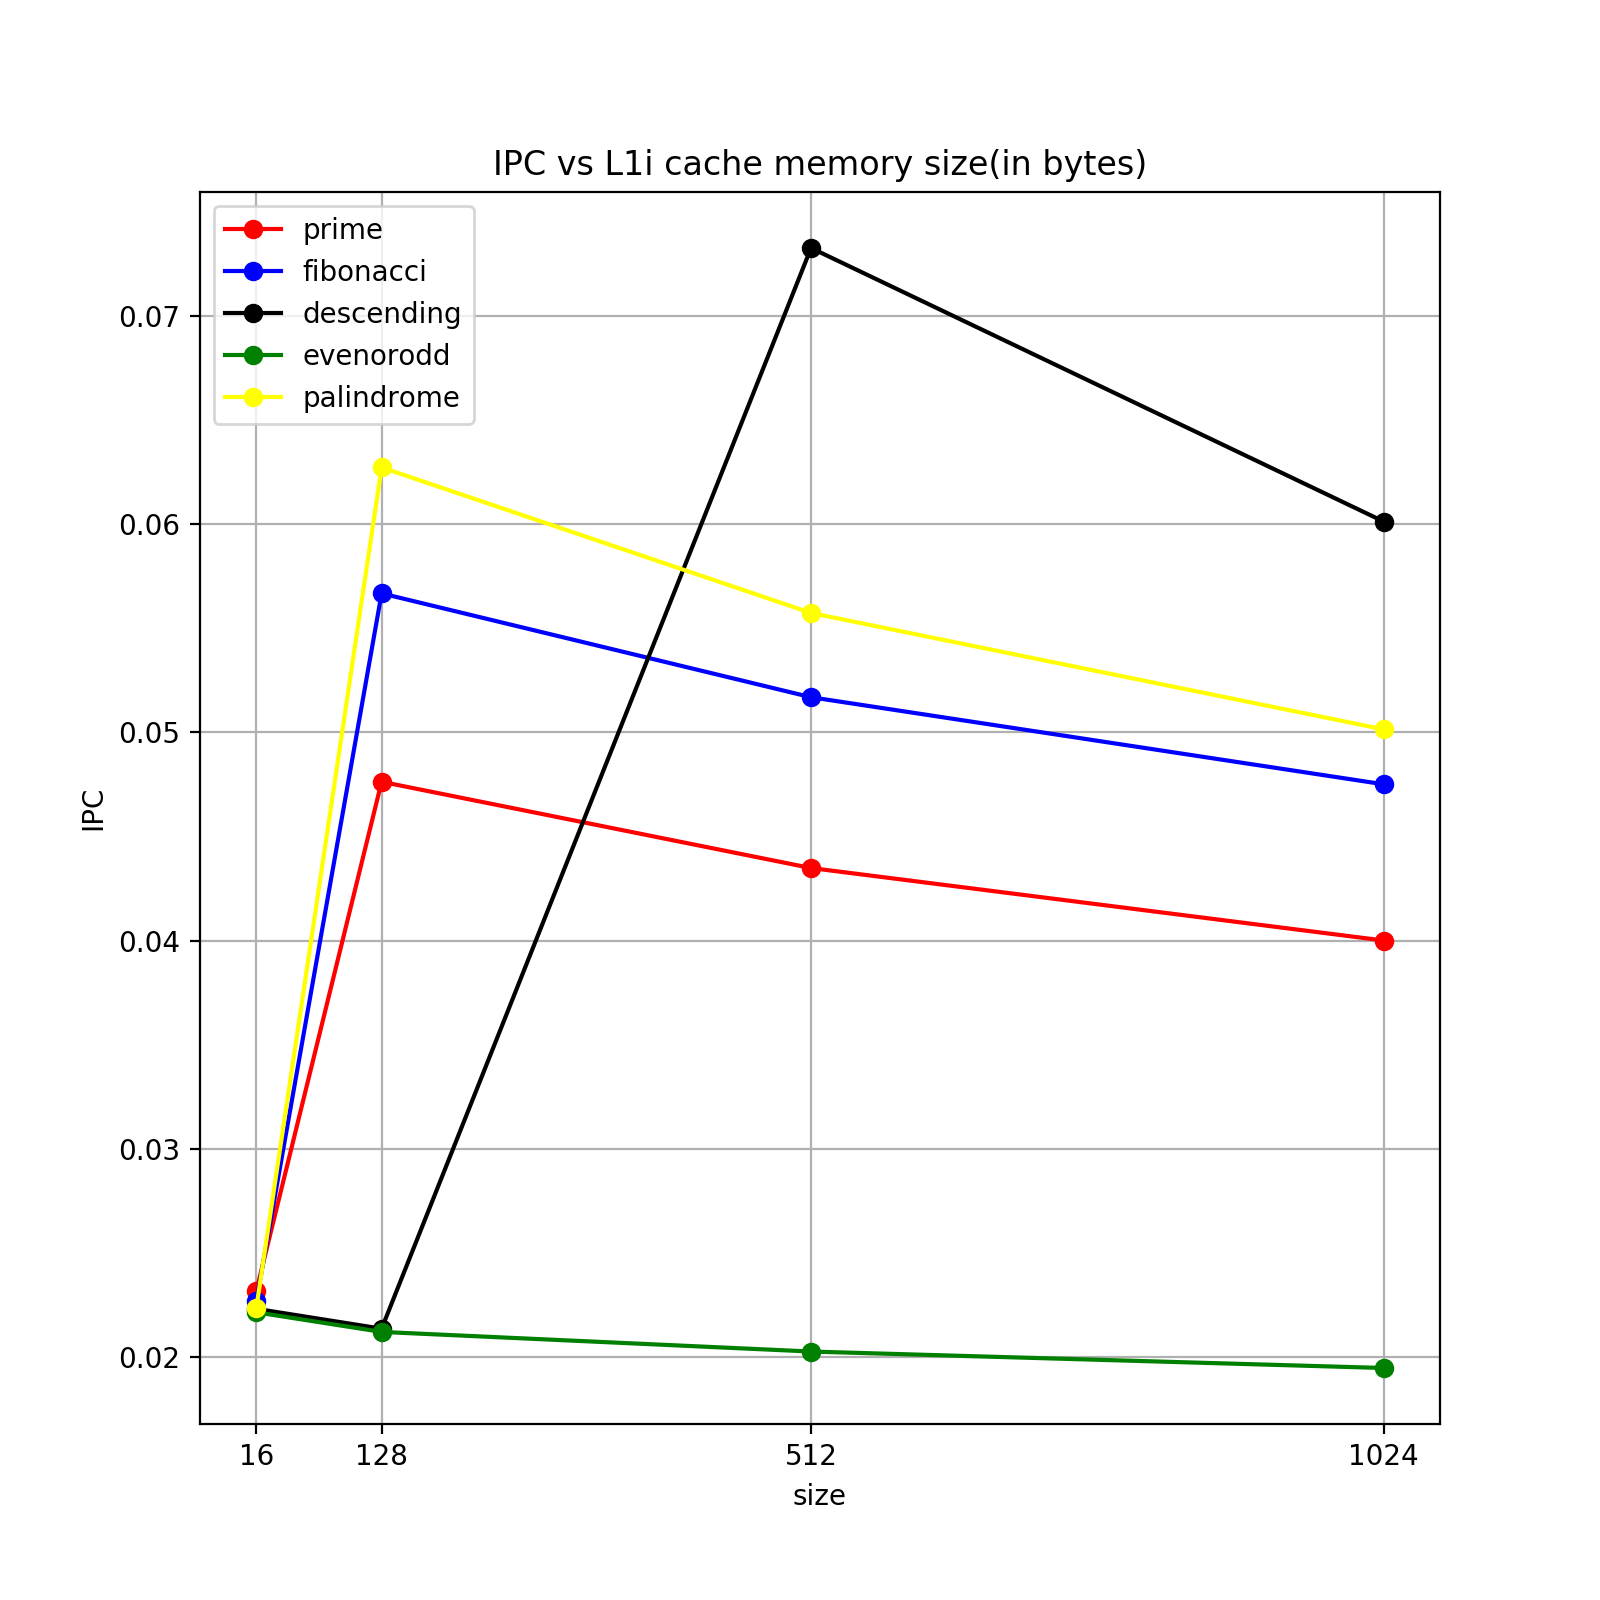 IPC vs L1i cache memory size(in bytes)
prime
fibonacci
descending
evenorodd
palindrome
0.07
0.06
0.05
0.04
0.03
0.02
IPC
16 128 512 1024
size